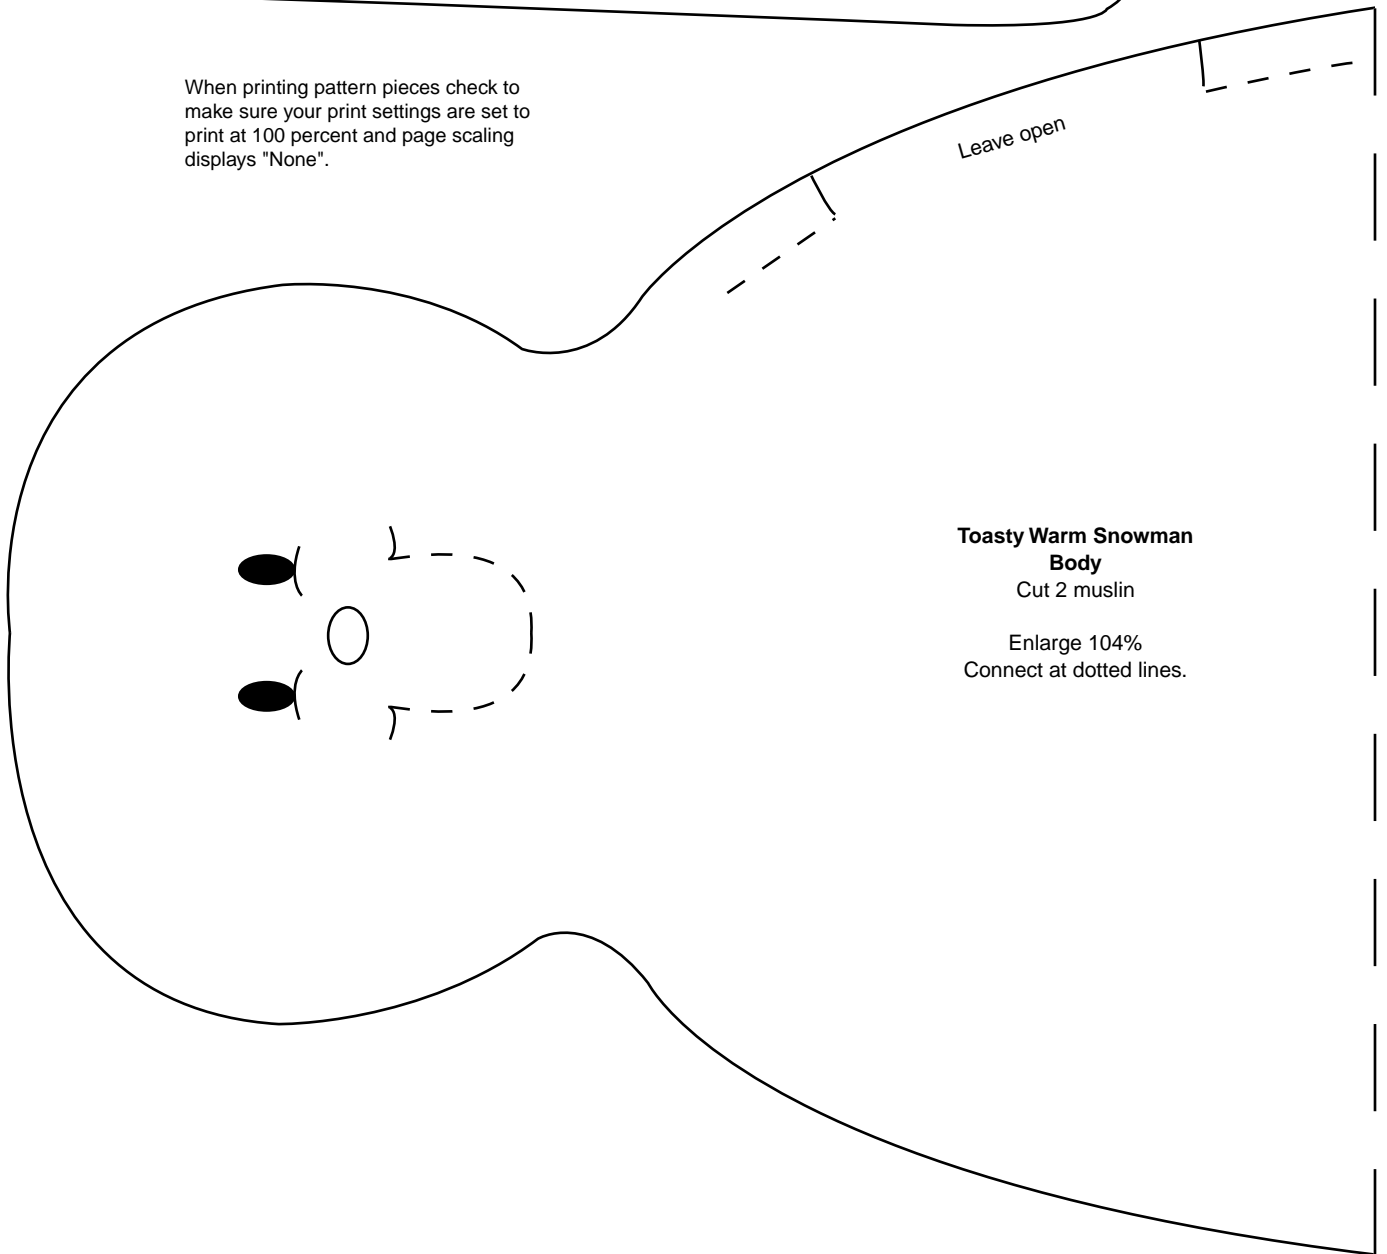 When printing pattern pieces check to
make sure your print settings are set to
print at 100 percent and page scaling
displays "None".
Leave open
Toasty Warm Snowman
Body
Cut 2 muslin
Enlarge 104%
Connect at dotted lines.